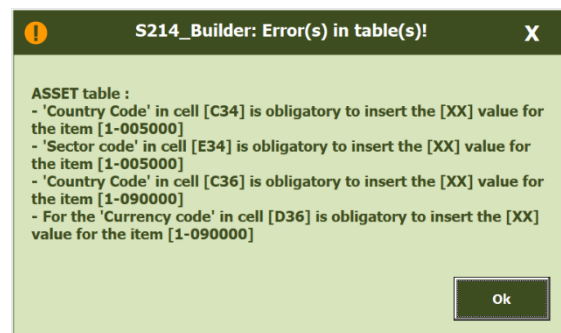 S214_Builder: Error(s) in table(s)!
X
ASSET table :
- 'Country Code' in cell [C34] is obligatory to insert the [XX] value for
the item [1-005000]
- 'Sector code' in cell [E34] is obligatory to insert the [XX] value for
the item [1-005000]
- 'Country Code' in cell [C36] is obligatory to insert the [XX] value for
the item [1-090000]
- For the 'Currency code' in cell [D36] is obligatory to insert the [XX]
value for the item [1-090000]
Ok